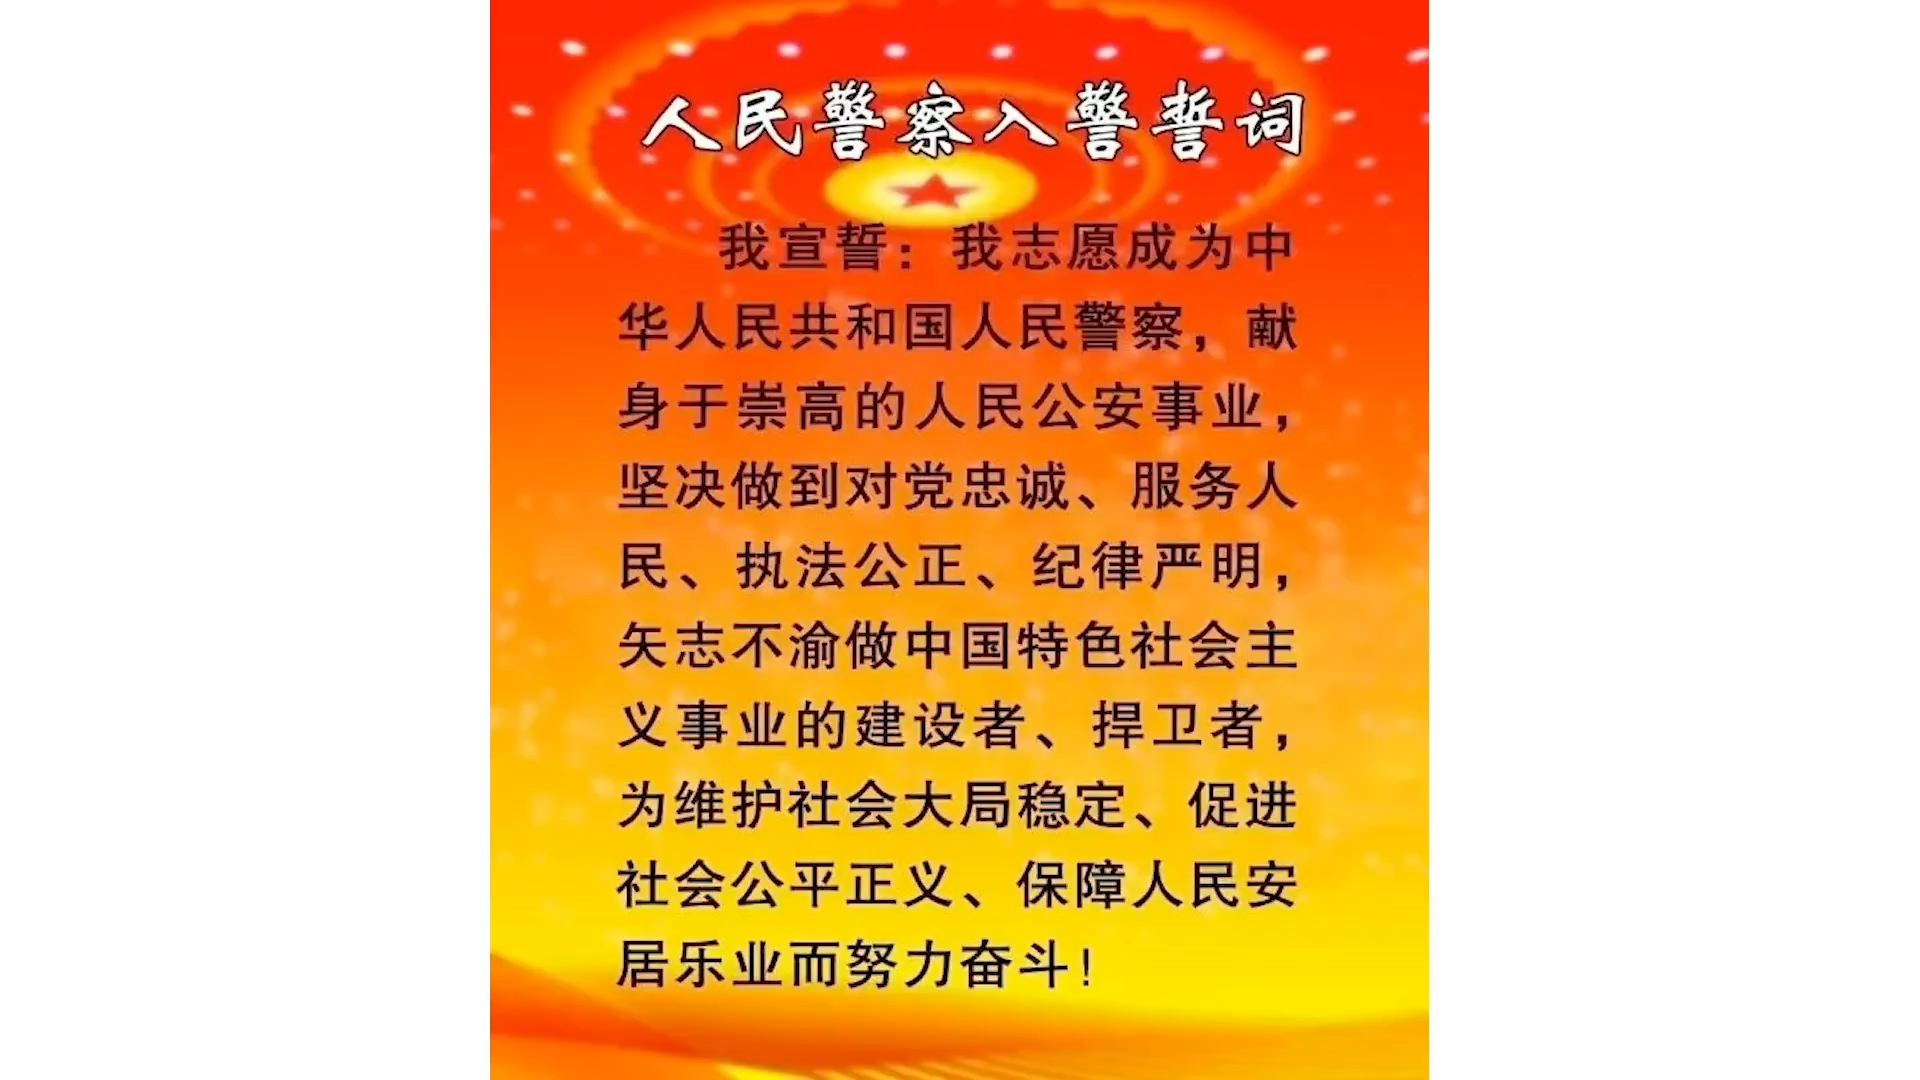 人民警察入警誓词
我宣誓：我志愿成为中
华人民共和国人民警察，献
身于崇高的人民公安事业，
坚决做到对党忠诚、服务人
民、执法公正、纪律严明，
矢志不渝做中国特色社会主
义事业的建设者、捍卫者，
为维护社会大局稳定、促进
社会公平正义、保障人民安
居乐业而努力奋斗！